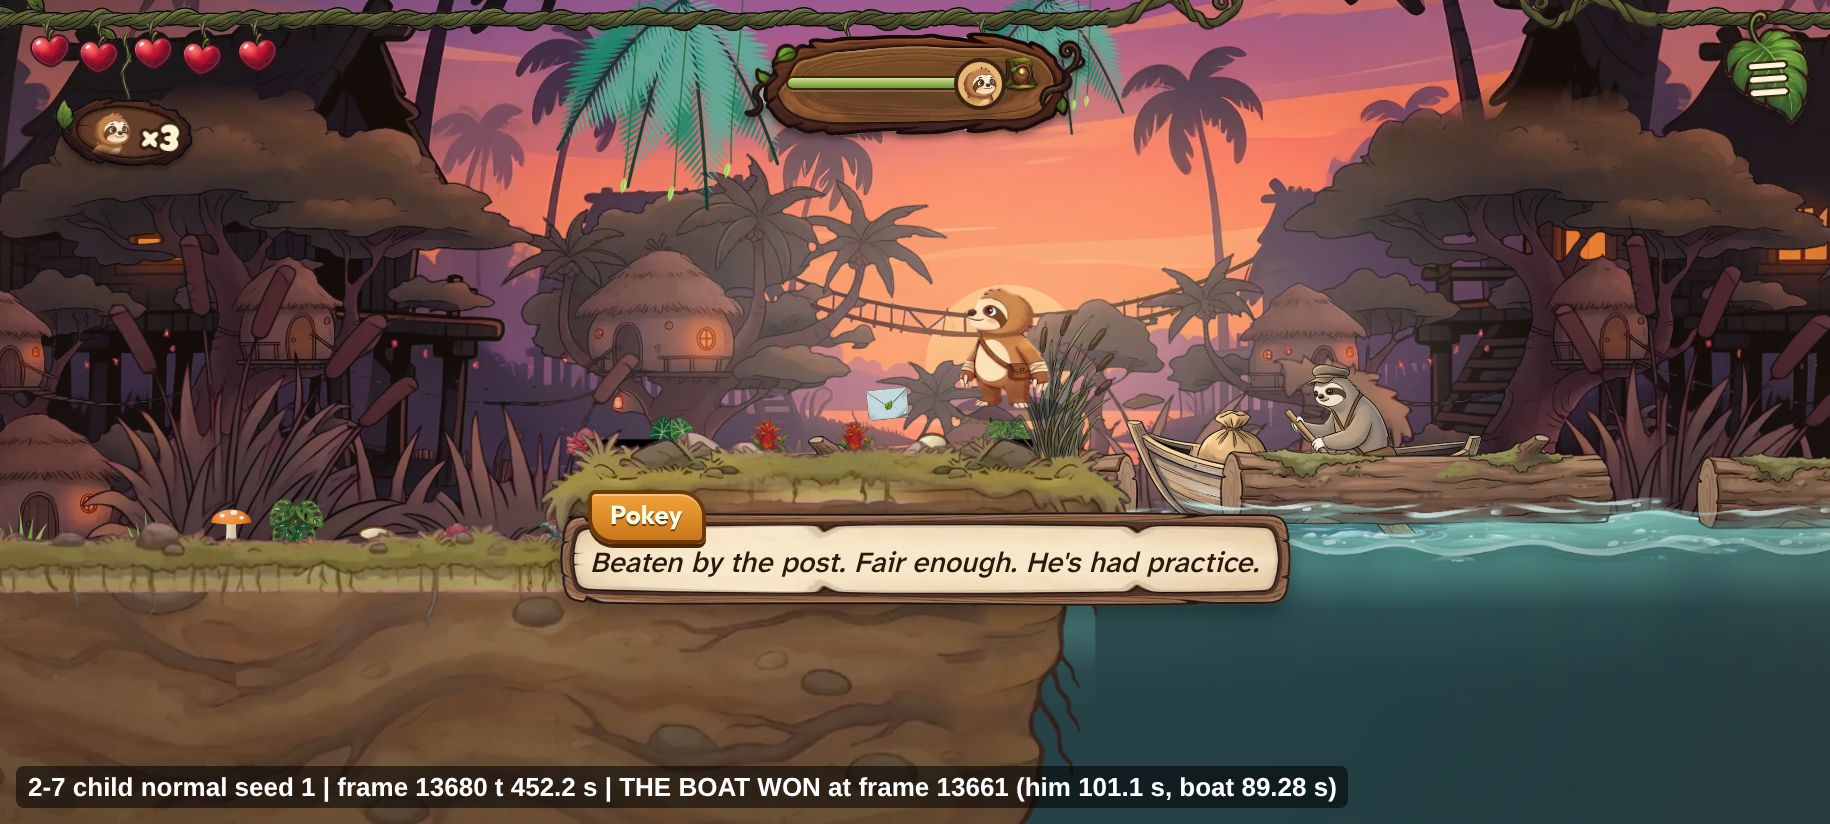 ×3
Pokey
Beaten by the post. Fair enough. He's had practice.
2-7 child normal seed 1 | frame 13680 t 452.2 s | THE BOAT WON at frame 13661 (him 101.1 s, boat 89.28 s)